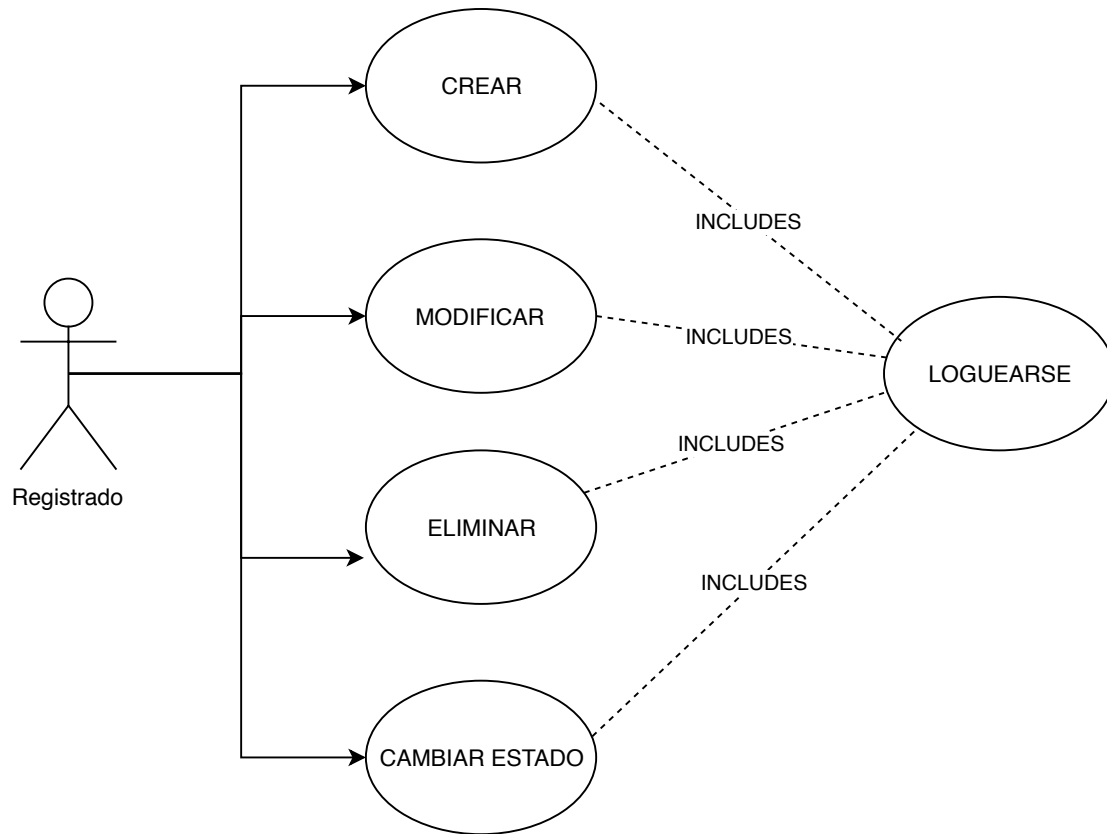 CREAR
INCLUDES
MODIFICAR
INCLUDES
LOGUEARSE
INCLUDES
Registrado
ELIMINAR
INCLUDES
CAMBIAR ESTADO